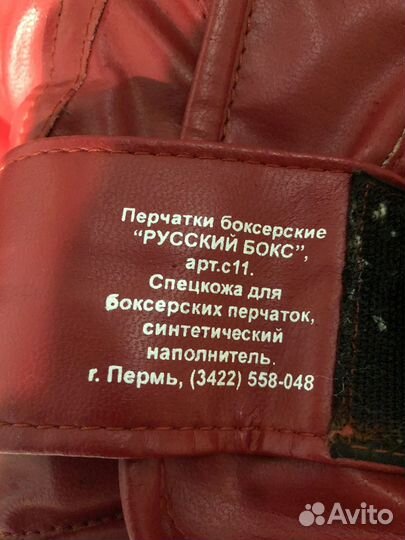 Перчатки боксерские
“РУССКИЙ БОКС”,
арт.с11.
Спецкожа для
боксерских перчаток,
синтетический
наполнитель.
г. Пермь, (3422) 558-048
Avito